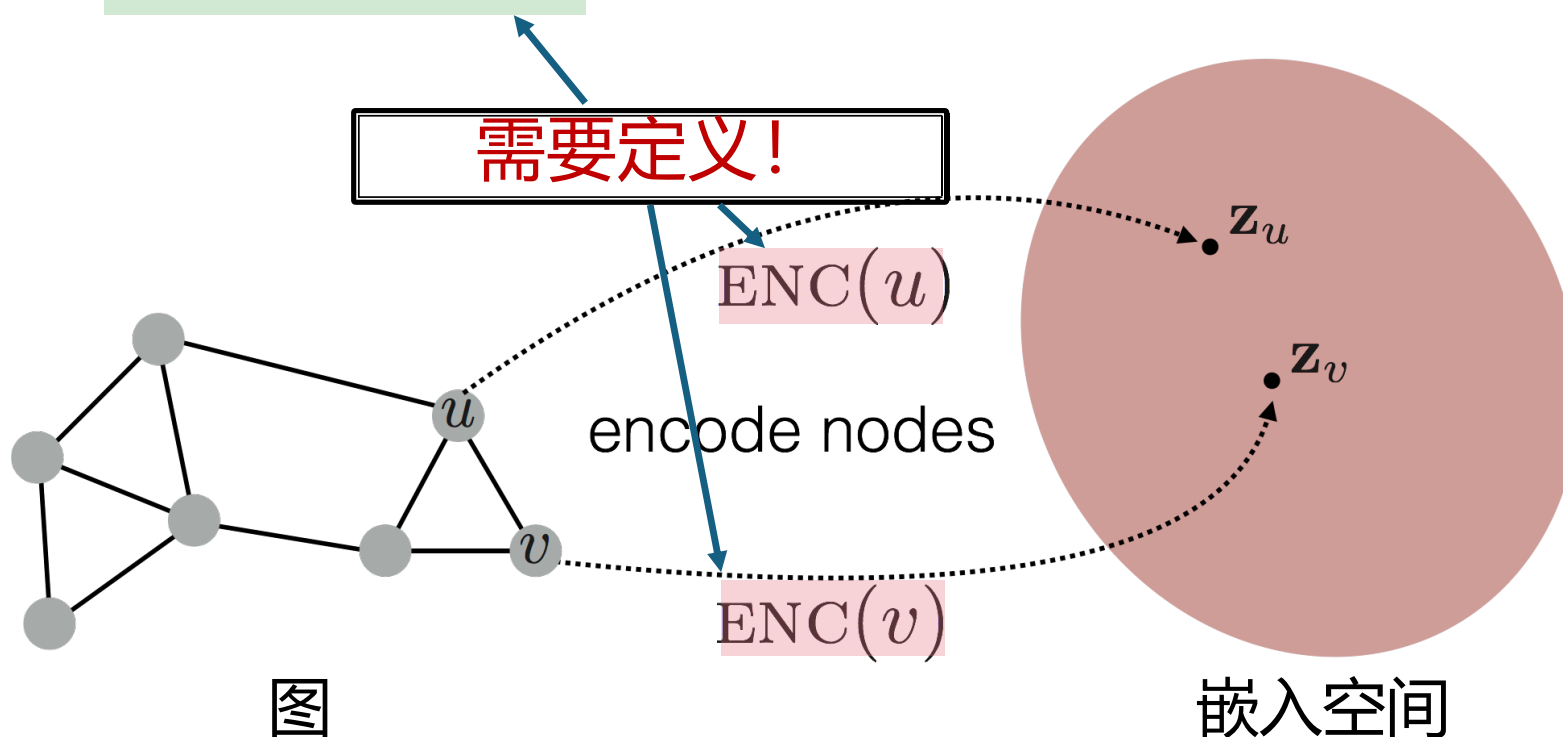 需要定义！
z_u
ENC(u)
z_v
u
encode nodes
v
ENC(v)
图
嵌入空间